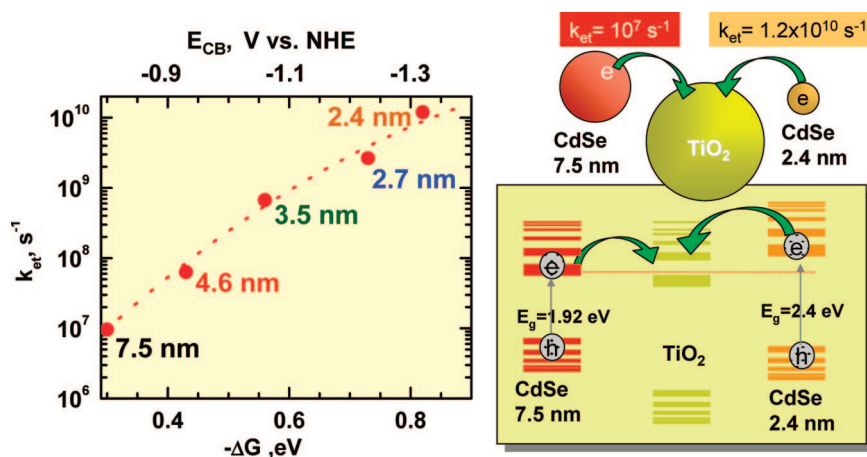 E_CB, V vs. NHE
-0.9 -1.1 -1.3
10^10
10^9
10^8
10^7
10^6
k_et, s^-1
2.4 nm
2.7 nm
3.5 nm
4.6 nm
7.5 nm
0.4 0.6 0.8
-ΔG ,eV
k_et= 10^7 s^-1
k_et= 1.2x10^10 s^-1
e
e
CdSe
7.5 nm
TiO_2
CdSe
2.4 nm
e
e
E_g=1.92 eV
E_g=2.4 eV
h
h
TiO_2
CdSe
7.5 nm
CdSe
2.4 nm